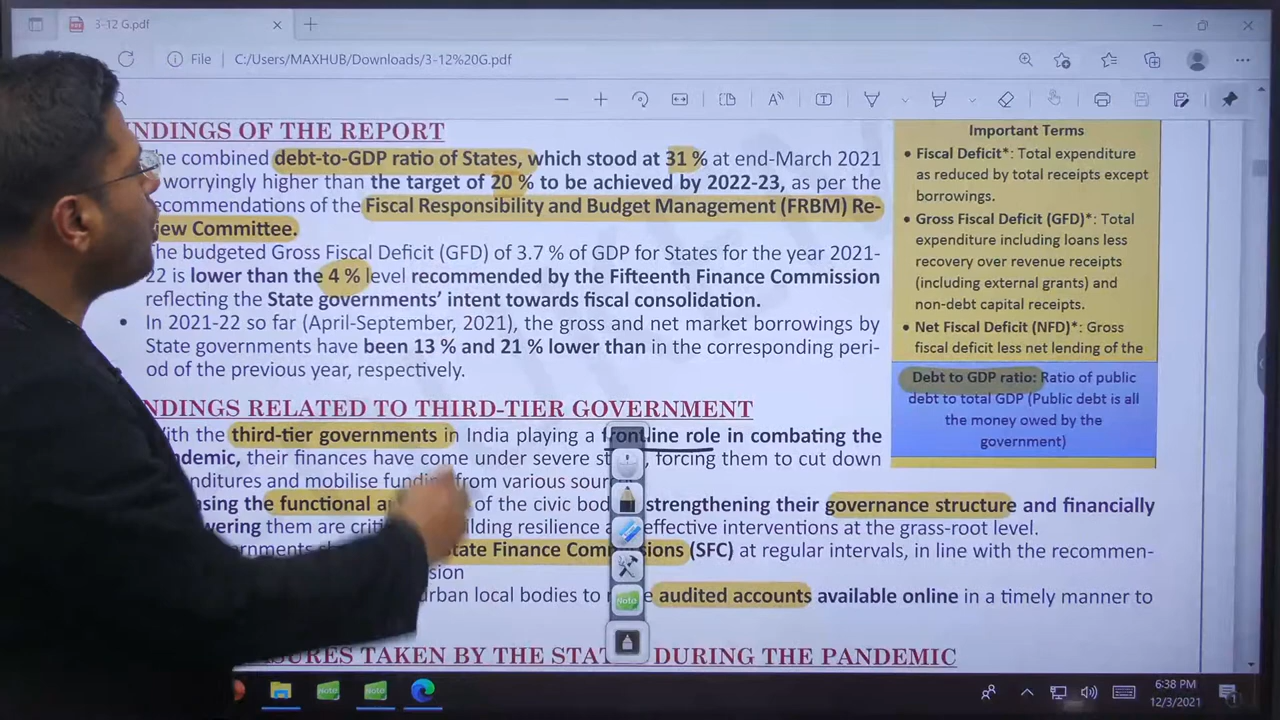 3-12 G.pdf
File
C:/Users/MAXHUB/Downloads/3-12%20G.pdf
NDINGS OF THE REPORT
he combined debt-to-GDP ratio of States, which stood at 31 % at end-March 2021
worryingly higher than the target of 20 % to be achieved by 2022-23, as per the
ecommendations of the Fiscal Responsibility and Budget Management (FRBM) Re-
iew Committee.
he budgeted Gross Fiscal Deficit (GFD) of 3.7 % of GDP for States for the year 2021-
22 is lower than the 4 % level recommended by the Fifteenth Finance Commission
reflecting the State governments' intent towards fiscal consolidation.
• In 2021-22 so far (April-September, 2021), the gross and net market borrowings by
State governments have been 13 % and 21 % lower than in the corresponding peri-
od of the previous year, respectively.
Important Terms
• Fiscal Deficit*: Total expenditure
as reduced by total receipts except
borrowings.
• Gross Fiscal Deficit (GFD)*: Total
expenditure including loans less
recovery over revenue receipts
(including external grants) and
non-debt capital receipts.
• Net Fiscal Deficit (NFD)*: Gross
fiscal deficit less net lending of the
Debt to GDP ratio: Ratio of public
debt to total GDP (Public debt is all
the money owed by the
government)
NDINGS RELATED TO THIRD-TIER GOVERNMENT
ith the third-tier governments in India playing a frontline role in combating the
ndemic, their finances have come under severe st, forcing them to cut down
nditures and mobilise funding from various sour
asing the functional a of the civic bod strengthening their governance structure and financially
wering them are criti ilding resilience a effective interventions at the grass-root level.
ernments tate Finance Com sions (SFC) at regular intervals, in line with the recommen-
sion
urban local bodies to audited accounts available online in a timely manner to
SURES TAKEN BY THE STAT DURING THE PANDEMIC
Note
Note
Note
6:38 PM
12/3/2021